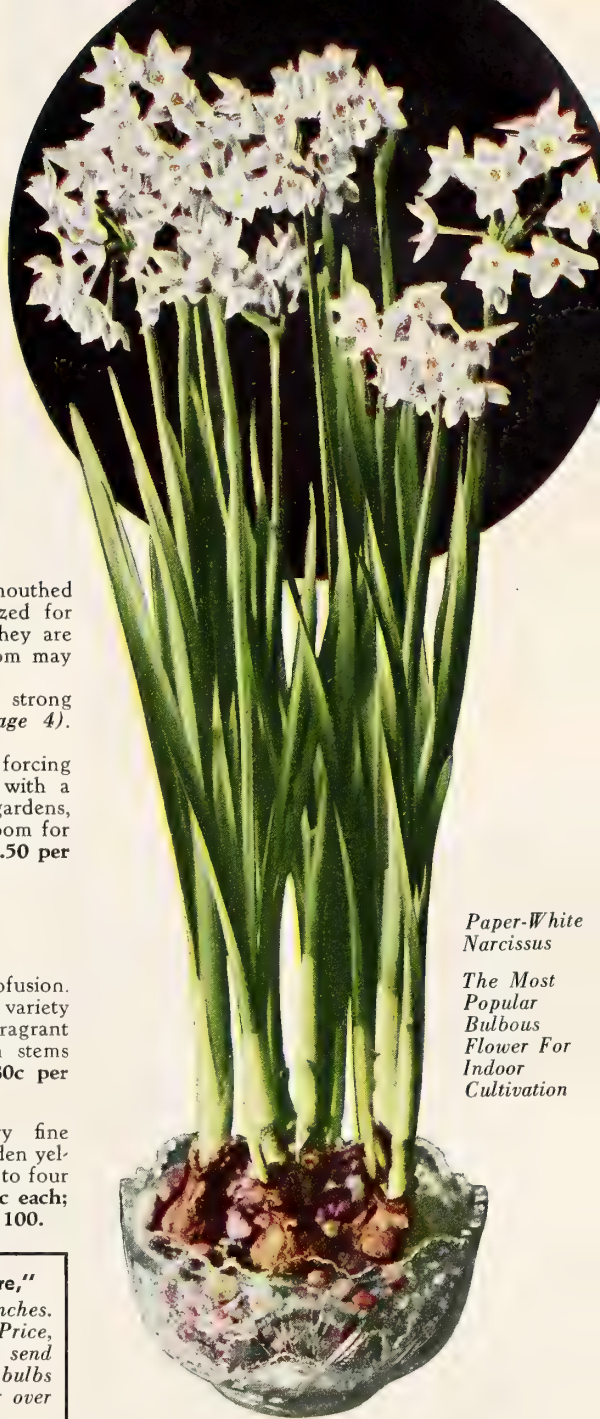 nouthed
zed for
hey are
om may
strong
age 4).
forcing
with a
gardens,
oom for
.50 per
ofusion.
variety
ragrant
n stems
30c per
y fine
den yel-
to four
c each;
100.
re,"
nches.
Price,
send
bulbs
over
Paper-White
Narcissus
The Most
Popular
Bulbous
Flower For
Indoor
Cultivation